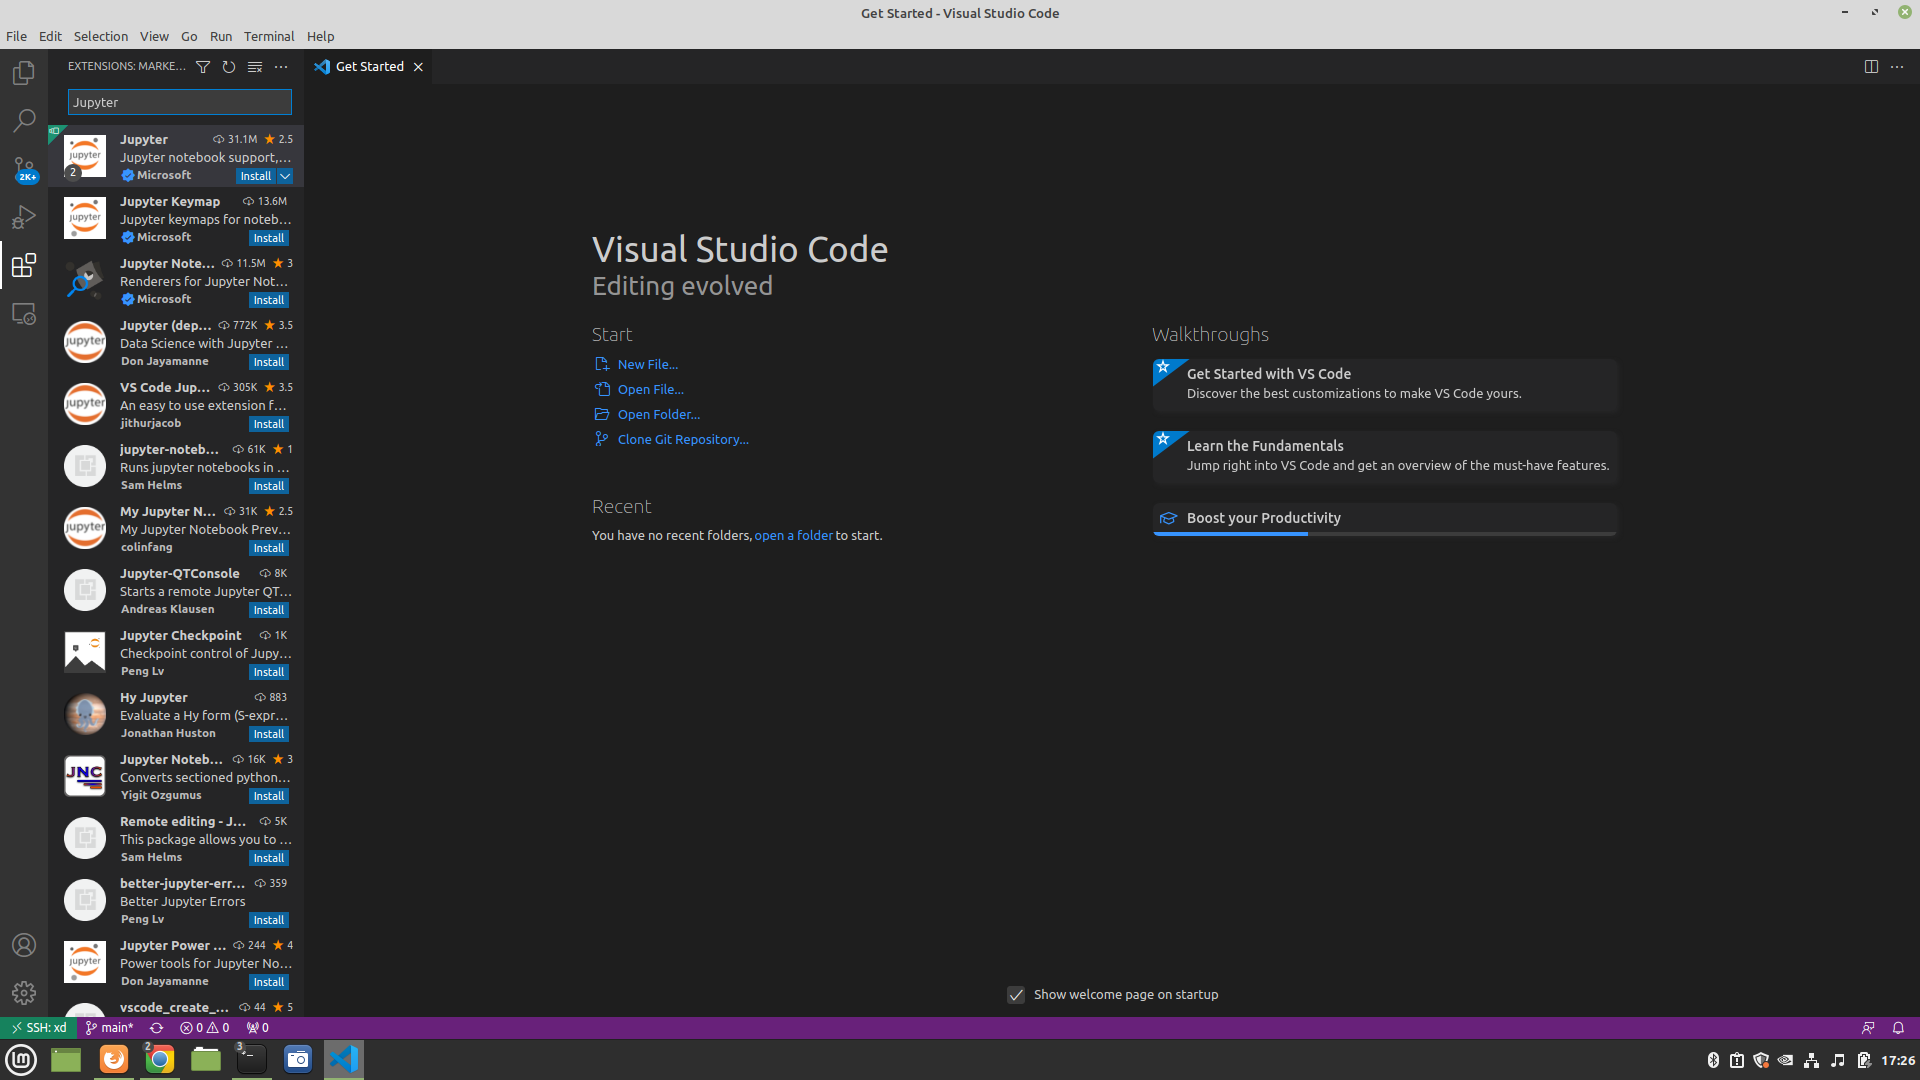 Get Started - Visual Studio Code
File Edit Selection View Go Run Terminal Help
EXTENSIONS: MARKE...
Get Started
Jupyter
Jupyter 31.1M 2.5
Jupyter notebook support,...
2 Microsoft Install
Jupyter Keymap 13.6M
Jupyter keymaps for noteb...
Microsoft Install
Jupyter Note... 11.5M 3
Renderers for Jupyter Not...
Microsoft Install
Jupyter (dep... 772K 3.5
Data Science with Jupyter ...
Don Jayamanne Install
VS Code Jup... 305K 3.5
An easy to use extension f...
jithurjacob Install
jupyter-noteb... 61K 1
Runs jupyter notebooks in ...
Sam Helms Install
My Jupyter N... 31K 2.5
My Jupyter Notebook Prev...
colinfang Install
Jupyter-QTConsole 8K
Starts a remote Jupyter QT...
Andreas Klausen Install
Jupyter Checkpoint 1K
Checkpoint control of Jupy...
Peng Lv Install
Hy Jupyter 883
Evaluate a Hy form (S-expr...
Jonathan Huston Install
JNC
Jupyter Noteb... 16K 3
Converts sectioned python...
Yigit Ozgumus Install
Remote editing - J... 5K
This package allows you to ...
Sam Helms Install
better-jupyter-err... 359
Better Jupyter Errors
Peng Lv Install
Jupyter Power ... 244 4
Power tools for Jupyter No...
Don Jayamanne Install
vscode_create_... 44 5
2K+
jupyter
jupyter
jupyter
jupyter
jupyter
jupyter
Visual Studio Code
Editing evolved
Start
New File...
Open File...
Open Folder...
Clone Git Repository...
Recent
You have no recent folders, open a folder to start.
Walkthroughs
Get Started with VS Code
Discover the best customizations to make VS Code yours.
Learn the Fundamentals
Jump right into VS Code and get an overview of the must-have features.
Boost your Productivity
Show welcome page on startup
SSH: xd main* 0 0 0
2 3 17:26